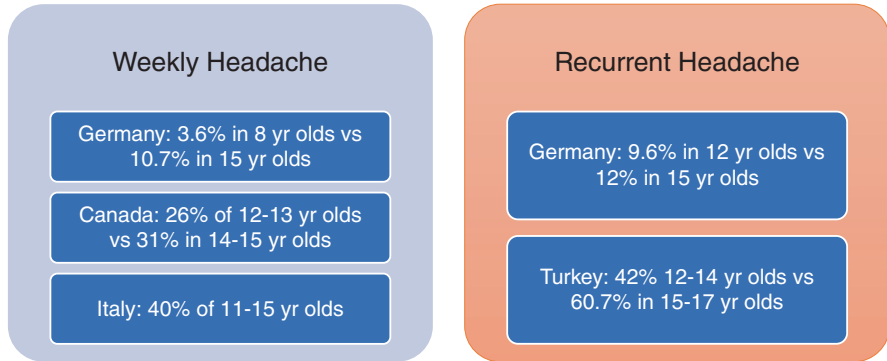 Weekly Headache
Germany: 3.6% in 8 yr olds vs
10.7% in 15 yr olds
Canada: 26% of 12-13 yr olds
vs 31% in 14-15 yr olds
Italy: 40% of 11-15 yr olds
Recurrent Headache
Germany: 9.6% in 12 yr olds vs
12% in 15 yr olds
Turkey: 42% 12-14 yr olds vs
60.7% in 15-17 yr olds